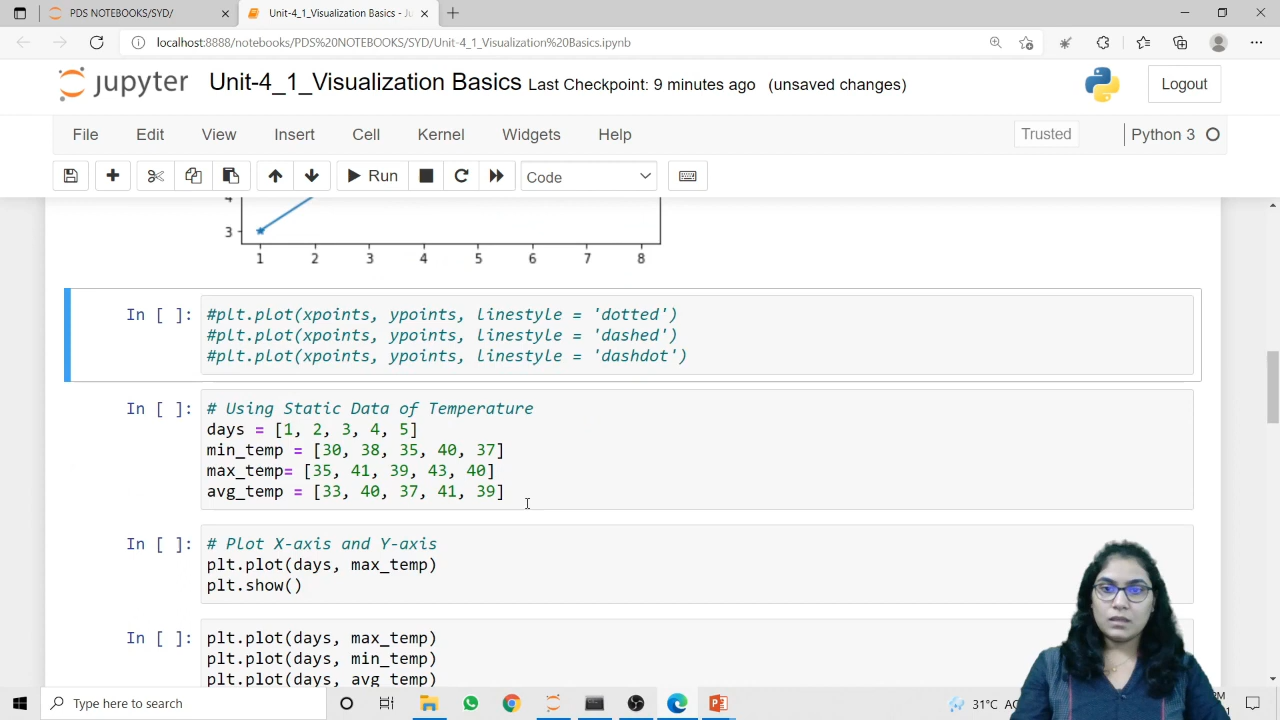 PDS NOTEBOOKS/SYD/
Unit-4_1_Visualization Basics - Ju
localhost:8888/notebooks/PDS%20NOTEBOOKS/SYD/Unit-4_1_Visualization%20Basics.ipynb
jupyter Unit-4_1_Visualization Basics Last Checkpoint: 9 minutes ago (unsaved changes)
Logout
File Edit View Insert Cell Kernel Widgets Help
Trusted
Python 3
Run
Code
4
3
1 2 3 4 5 6 7 8
In [ ]: #plt.plot(xpoints, ypoints, linestyle = 'dotted')
#plt.plot(xpoints, ypoints, linestyle = 'dashed')
#plt.plot(xpoints, ypoints, linestyle = 'dashdot')
In [ ]: # Using Static Data of Temperature
days = [1, 2, 3, 4, 5]
min_temp = [30, 38, 35, 40, 37]
max_temp= [35, 41, 39, 43, 40]
avg_temp = [33, 40, 37, 41, 39]
In [ ]: # Plot X-axis and Y-axis
plt.plot(days, max_temp)
plt.show()
In [ ]: plt.plot(days, max_temp)
plt.plot(days, min_temp)
plt.plot(days, avg_temp)
Type here to search
31°C